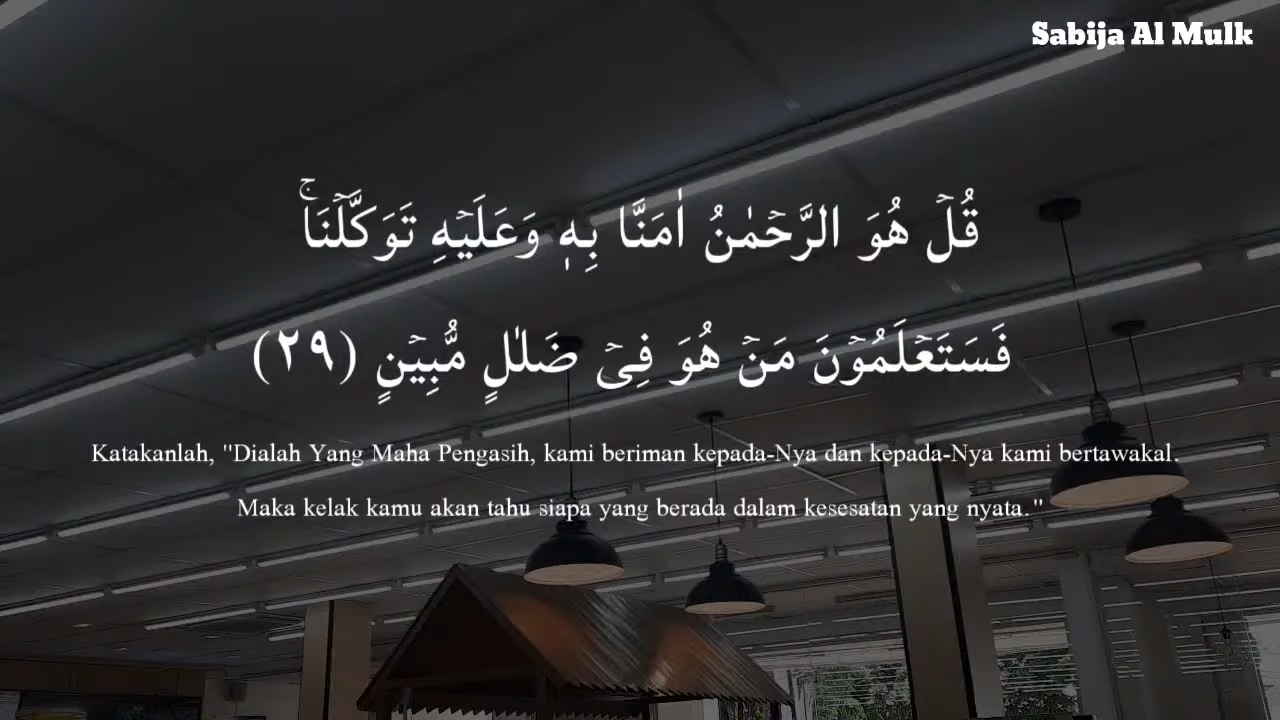 Sabija Al Mulk
قُلْ هُوَ الرَّحْمٰنُ اٰمَنَّا بِهٖ وَعَلَيْهِ تَوَكَّلْنَاۚ
فَسَتَعْلَمُوْنَ مَنْ هُوَ فِيْ ضَلٰلٍ مُّبِيْنٍ (٢٩)
Katakanlah, "Dialah Yang Maha Pengasih, kami beriman kepada-Nya dan kepada-Nya kami bertawakal.
Maka kelak kamu akan tahu siapa yang berada dalam kesesatan yang nyata."